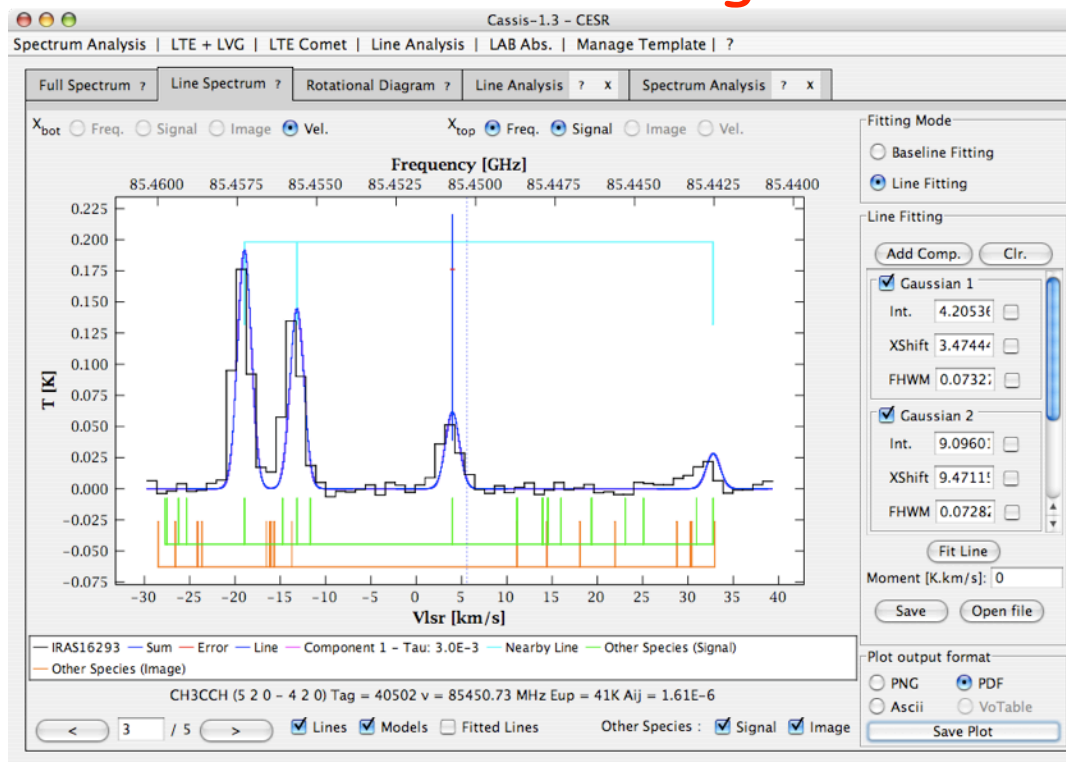 Cassis-1.3 – CESR
Spectrum Analysis | LTE + LVG | LTE Comet | Line Analysis | LAB Abs. | Manage Template | ?
Full Spectrum ? Line Spectrum ? Rotational Diagram ? Line Analysis ? x Spectrum Analysis ? x
Xbot Freq. Signal Image Vel. Xtop Freq. Signal Image Vel.
Frequency [GHz]
85.4600 85.4575 85.4550 85.4525 85.4500 85.4475 85.4450 85.4425 85.4400
0.225
0.200
0.175
0.150
0.125
0.100
0.075
0.050
0.025
0.000
-0.025
-0.050
-0.075
T [K]
-30 -25 -20 -15 -10 -5 0 5 10 15 20 25 30 35 40
Vlsr [km/s]
IRAS16293 Sum Error Line Component 1 - Tau: 3.0E-3 Nearby Line Other Species (Signal)
Other Species (Image)
CH3CCH (5 2 0 - 4 2 0) Tag = 40502 v = 85450.73 MHz Eup = 41K Aij = 1.61E-6
< 3 / 5 > Lines Models Fitted Lines Other Species : Signal Image
Fitting Mode
Baseline Fitting
Line Fitting
Line Fitting
Add Comp. Clr.
Gaussian 1
Int. 4.2053
XShift 3.4744
FHWM 0.0732
Gaussian 2
Int. 9.0960
XShift 9.4711
FHWM 0.0728
Fit Line
Moment [K.km/s]: 0
Save Open file
Plot output format
PNG PDF
Ascii VoTable
Save Plot